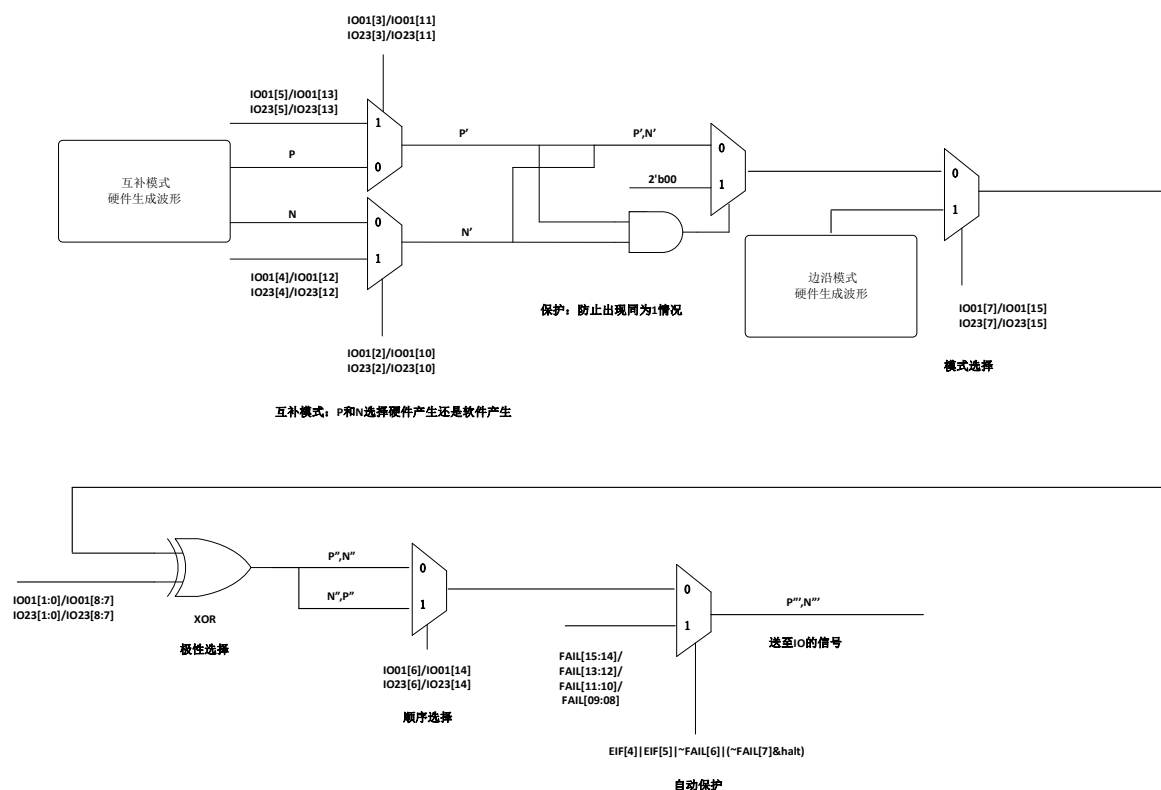 IO01[3]/IO01[11]
IO23[3]/IO23[11]
IO01[5]/IO01[13]
IO23[5]/IO23[13]
1
P'
P',N'
0
P
0
互补模式
硬件生成波形
2'b00
1
0
N
0
1
N'
1
IO01[4]/IO01[12]
IO23[4]/IO23[12]
边沿模式
硬件生成波形
保护：防止出现同为1情况
IO01[7]/IO01[15]
IO23[7]/IO23[15]
IO01[2]/IO01[10]
IO23[2]/IO23[10]
模式选择
互补模式：P和N选择硬件产生还是软件产生
P'',N''
0
0
IO01[1:0]/IO01[8:7]
IO23[1:0]/IO23[8:7]
N'',P''
1
P''',N'''
XOR
1
极性选择
送至IO的信号
IO01[6]/IO01[14]
IO23[6]/IO23[14]
FAIL[15:14]/
FAIL[13:12]/
FAIL[11:10]/
FAIL[09:08]
顺序选择
EIF[4]||EIF[5]||~FAIL[6]||(~FAIL[7]&halt)
自动保护